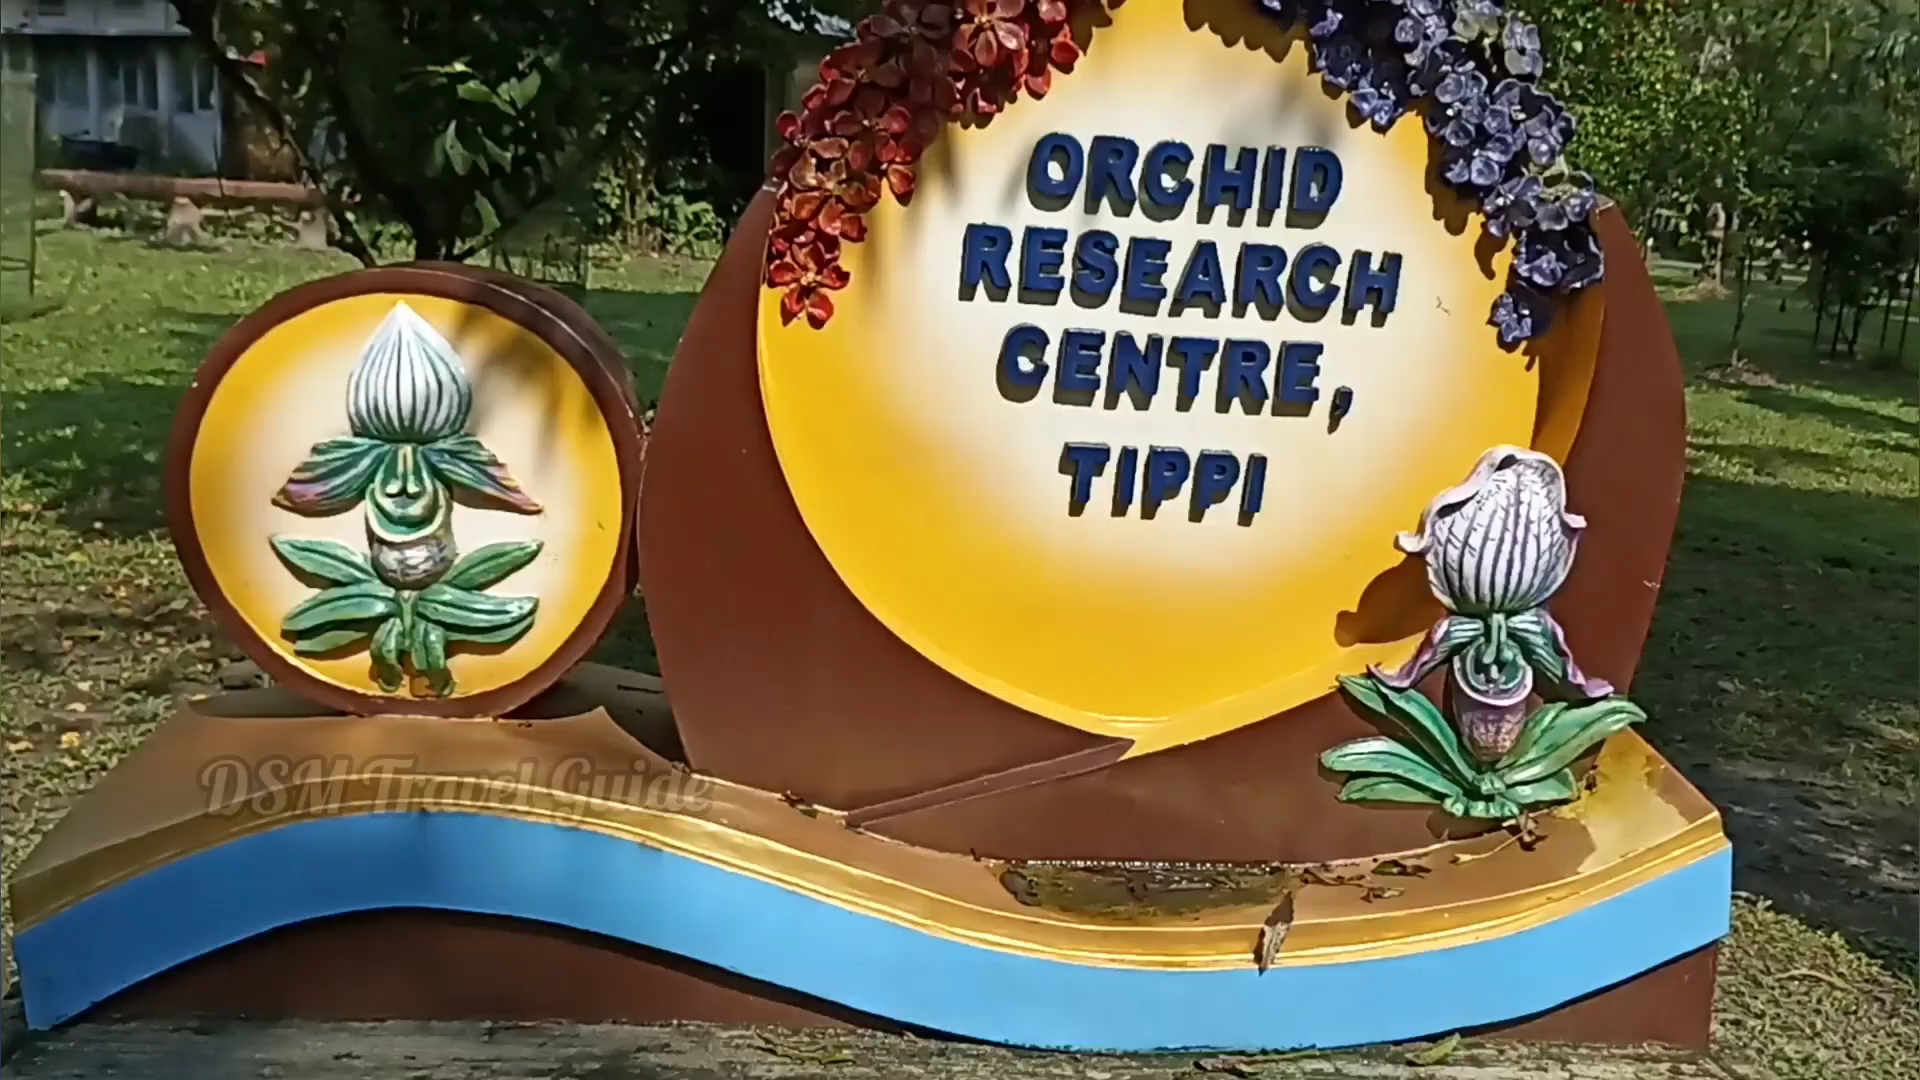 ORCHID
RESEARCH
CENTRE,
TIPPI
DSM Travel Guide